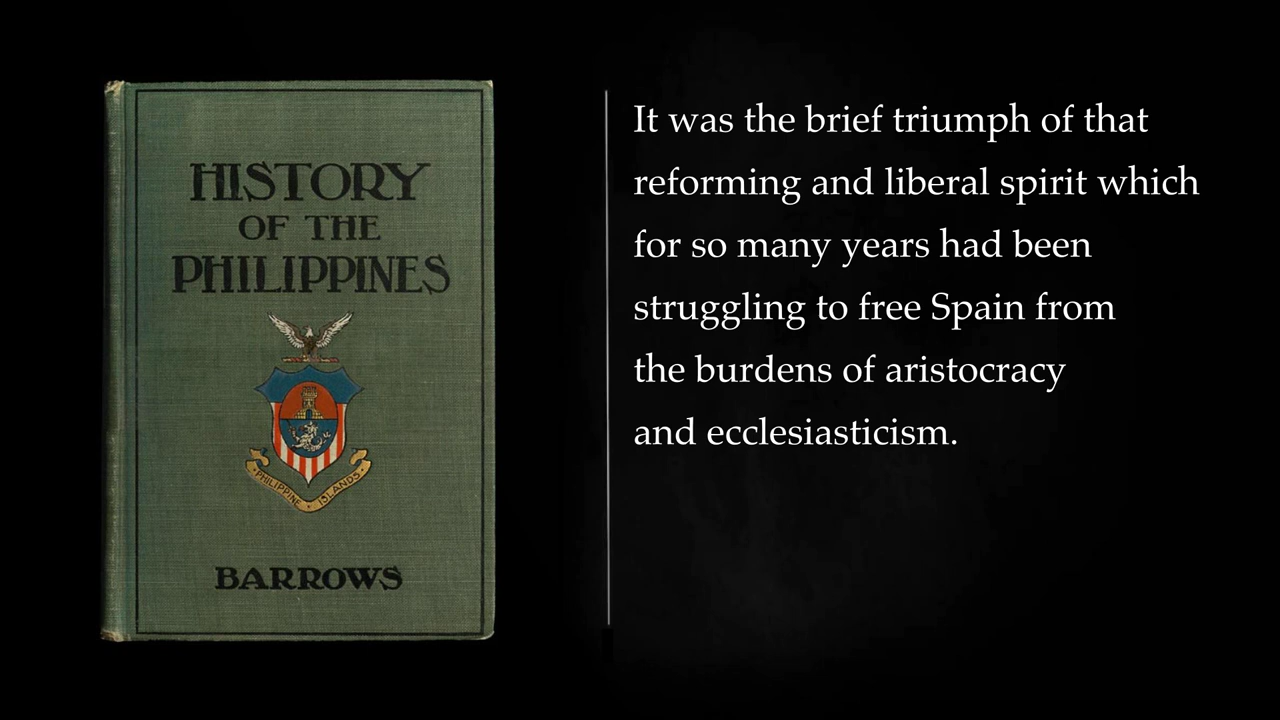 HISTORY
OF THE
PHILIPPINES
PHILIPPINE ISLANDS
BARROWS
It was the brief triumph of that
reforming and liberal spirit which
for so many years had been
struggling to free Spain from
the burdens of aristocracy
and ecclesiasticism.